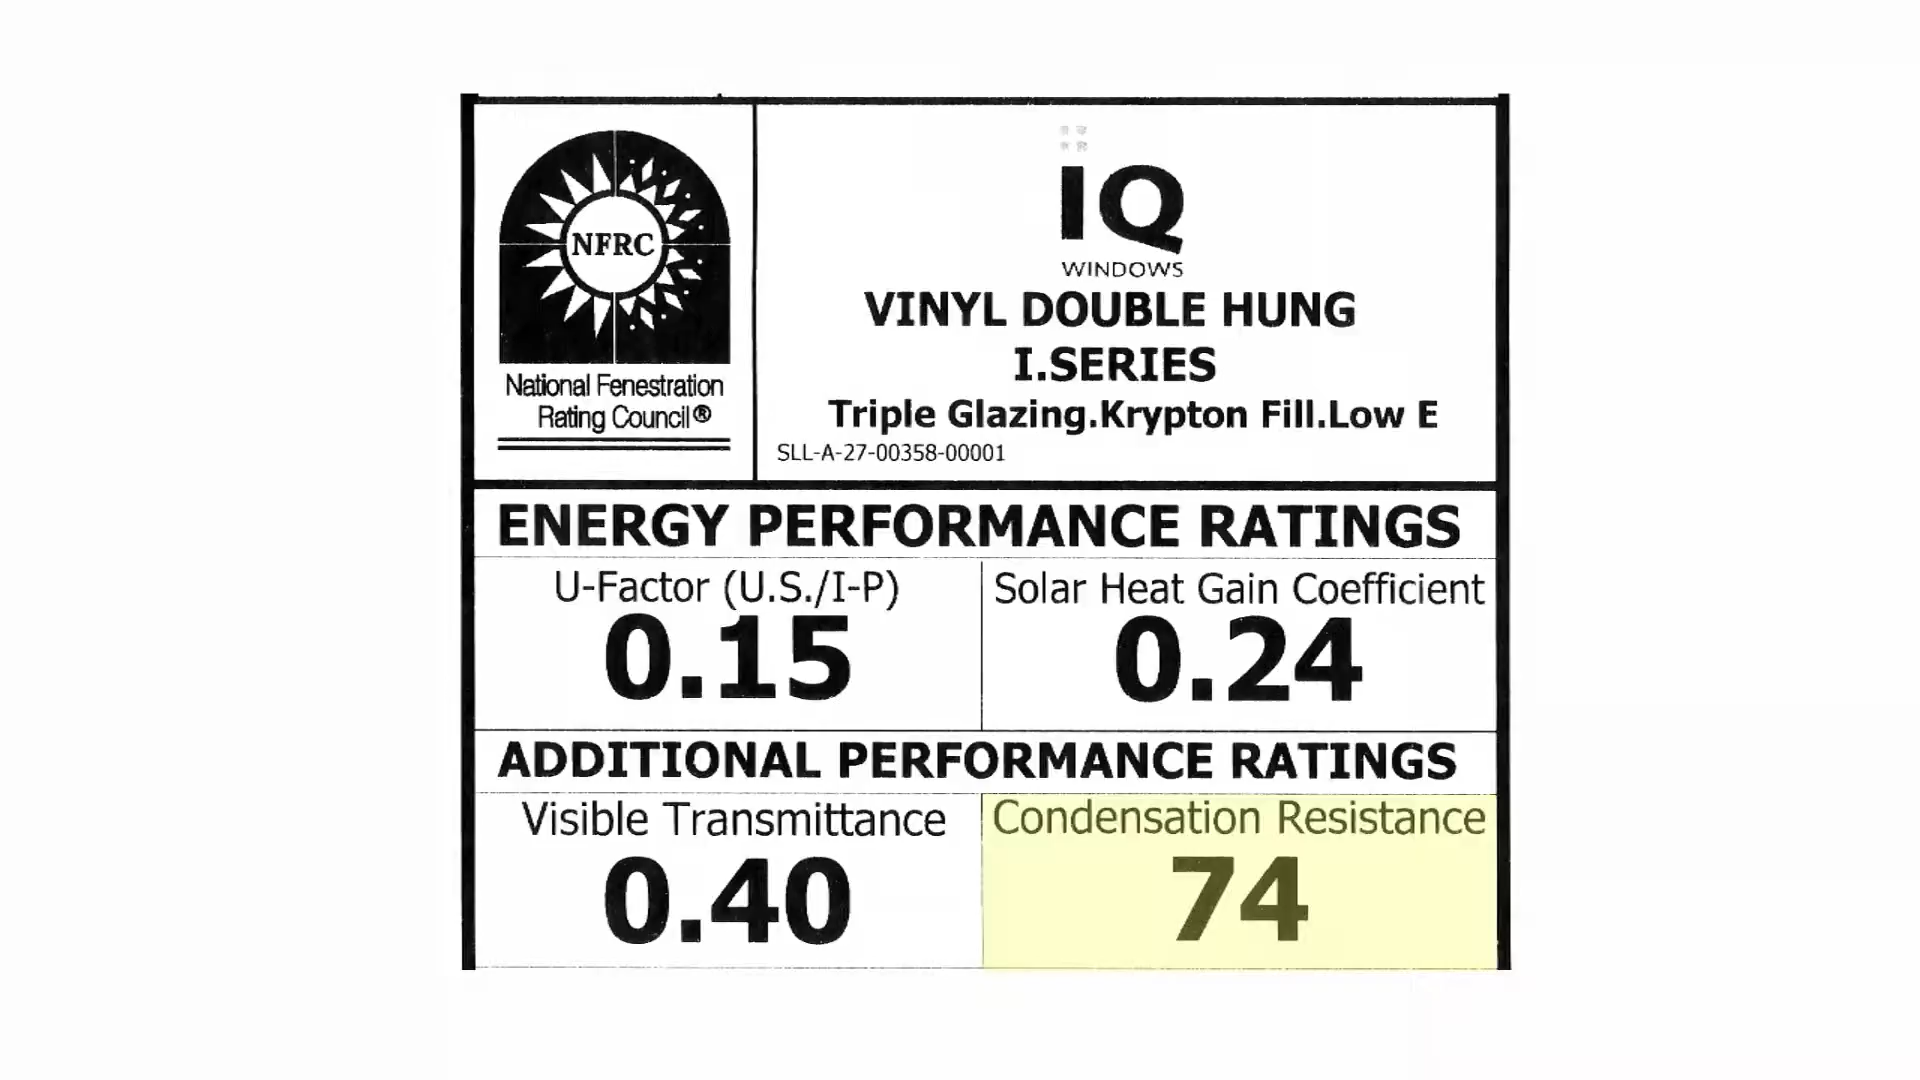 NFRC
National Fenestration
Rating Council®
IQ
WINDOWS
VINYL DOUBLE HUNG
I.SERIES
Triple Glazing.Krypton Fill.Low E
SLL-A-27-00358-00001
ENERGY PERFORMANCE RATINGS
U-Factor (U.S./I-P)
0.15
Solar Heat Gain Coefficient
0.24
ADDITIONAL PERFORMANCE RATINGS
Visible Transmittance
0.40
Condensation Resistance
74